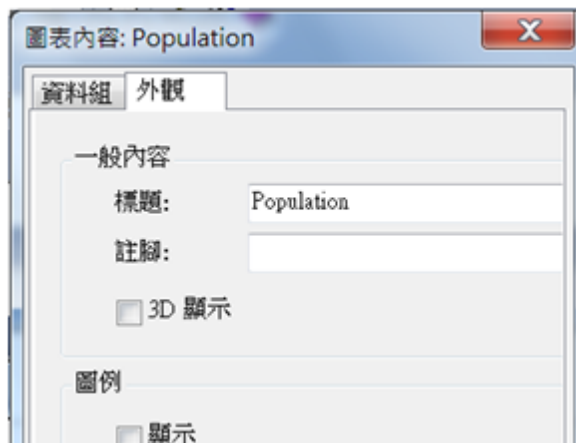 圖表內容: Population
資料組 外觀
一般內容
標題: Population
註腳:
3D 顯示
圖例
顯示